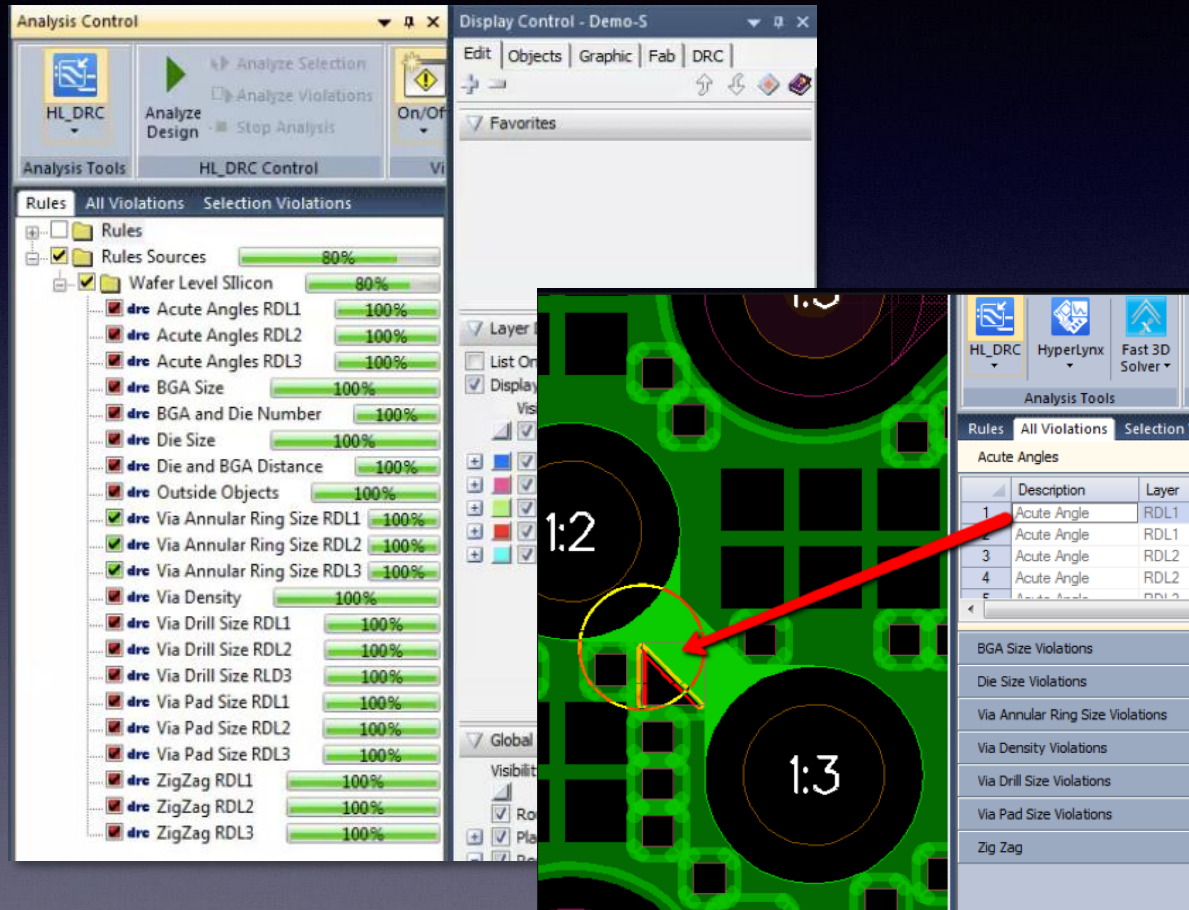 Analysis Control
HL_DRC
Analyze Design
Analyze Selection
Analyze Violations
Stop Analysis
On/Of
Analysis Tools
HL_DRC Control
Vi
Rules All Violations Selection Violations
Rules
Rules Sources 80%
Wafer Level SIlicon 80%
drc Acute Angles RDL1 100%
drc Acute Angles RDL2 100%
drc Acute Angles RDL3 100%
drc BGA Size 100%
drc BGA and Die Number 100%
drc Die Size 100%
drc Die and BGA Distance 100%
drc Outside Objects 100%
drc Via Annular Ring Size RDL1 100%
drc Via Annular Ring Size RDL2 100%
drc Via Annular Ring Size RDL3 100%
drc Via Density 100%
drc Via Drill Size RDL1 100%
drc Via Drill Size RDL2 100%
drc Via Drill Size RLD3 100%
drc Via Pad Size RDL1 100%
drc Via Pad Size RDL2 100%
drc Via Pad Size RDL3 100%
drc ZigZag RDL1 100%
drc ZigZag RDL2 100%
drc ZigZag RDL3 100%
Display Control - Demo-S
Edit Objects Graphic Fab DRC
Favorites
Layer
List On
Display
Vis
Global
Visibilit
Ro
Pla
1:3
1:2
1:3
HL_DRC
HyperLynx
Fast 3D
Solver
Analysis Tools
Rules All Violations Selection
Acute Angles
Description Layer
1 Acute Angle RDL1
2 Acute Angle RDL1
3 Acute Angle RDL2
4 Acute Angle RDL2
BGA Size Violations
Die Size Violations
Via Annular Ring Size Violations
Via Density Violations
Via Drill Size Violations
Via Pad Size Violations
Zig Zag